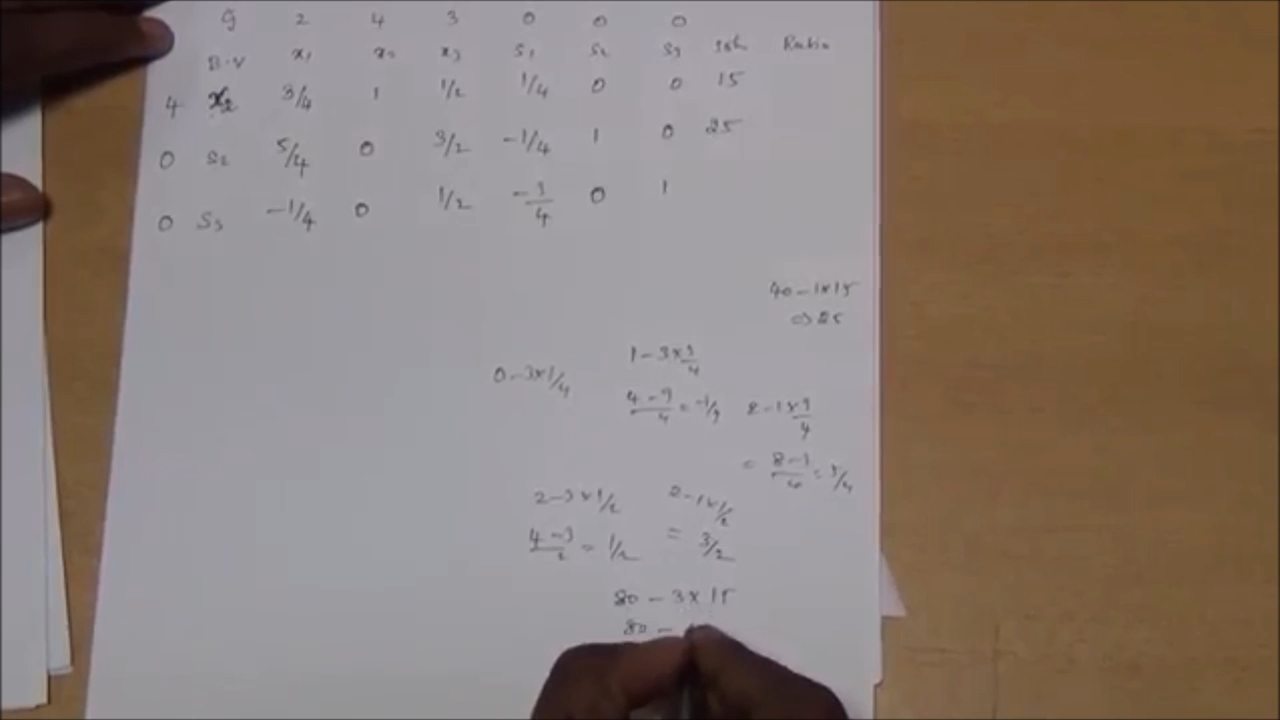 Cj 2 4 3 0 0 0
B.V x1 x2 x3 s1 s2 s3 soln Ratio
4 x2 3/4 1 1/2 1/4 0 0 15
0 s2 5/4 0 3/2 -1/4 1 0 25
0 s3 -1/4 0 1/2 -3/4 0 1
40 - 1x15
=> 25
1 - 3x3/4
0 - 3x1/4
4-9/4 = -1/4
2 - 1x3/4
= 8-3/4 = 5/4
2 - 3x1/2 2 - 1x1/2
4-3/2 = 1/2 = 3/2
80 - 3x15
80 -